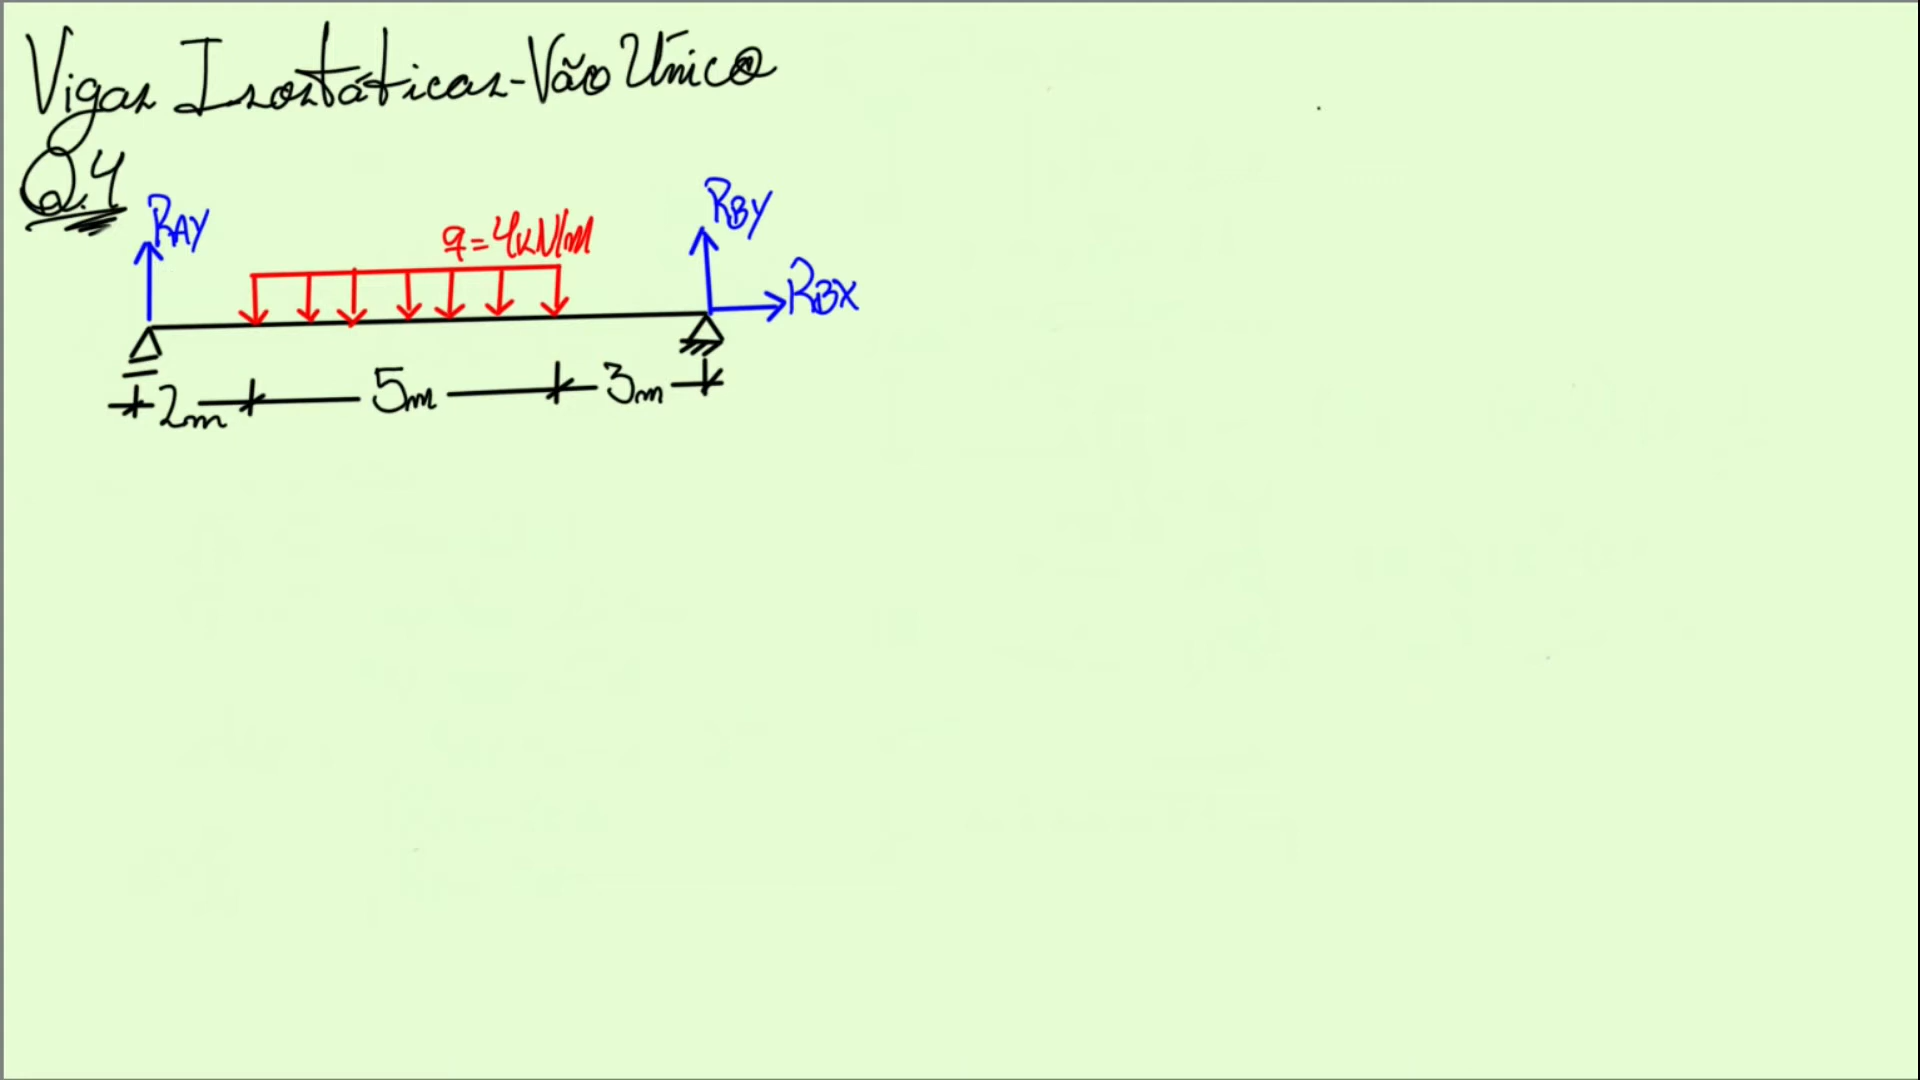 Vigas Isostáticas - Vão Único
Q.4
RAY
q = 4kN/m
RBY
RBX
2m
5m
3m